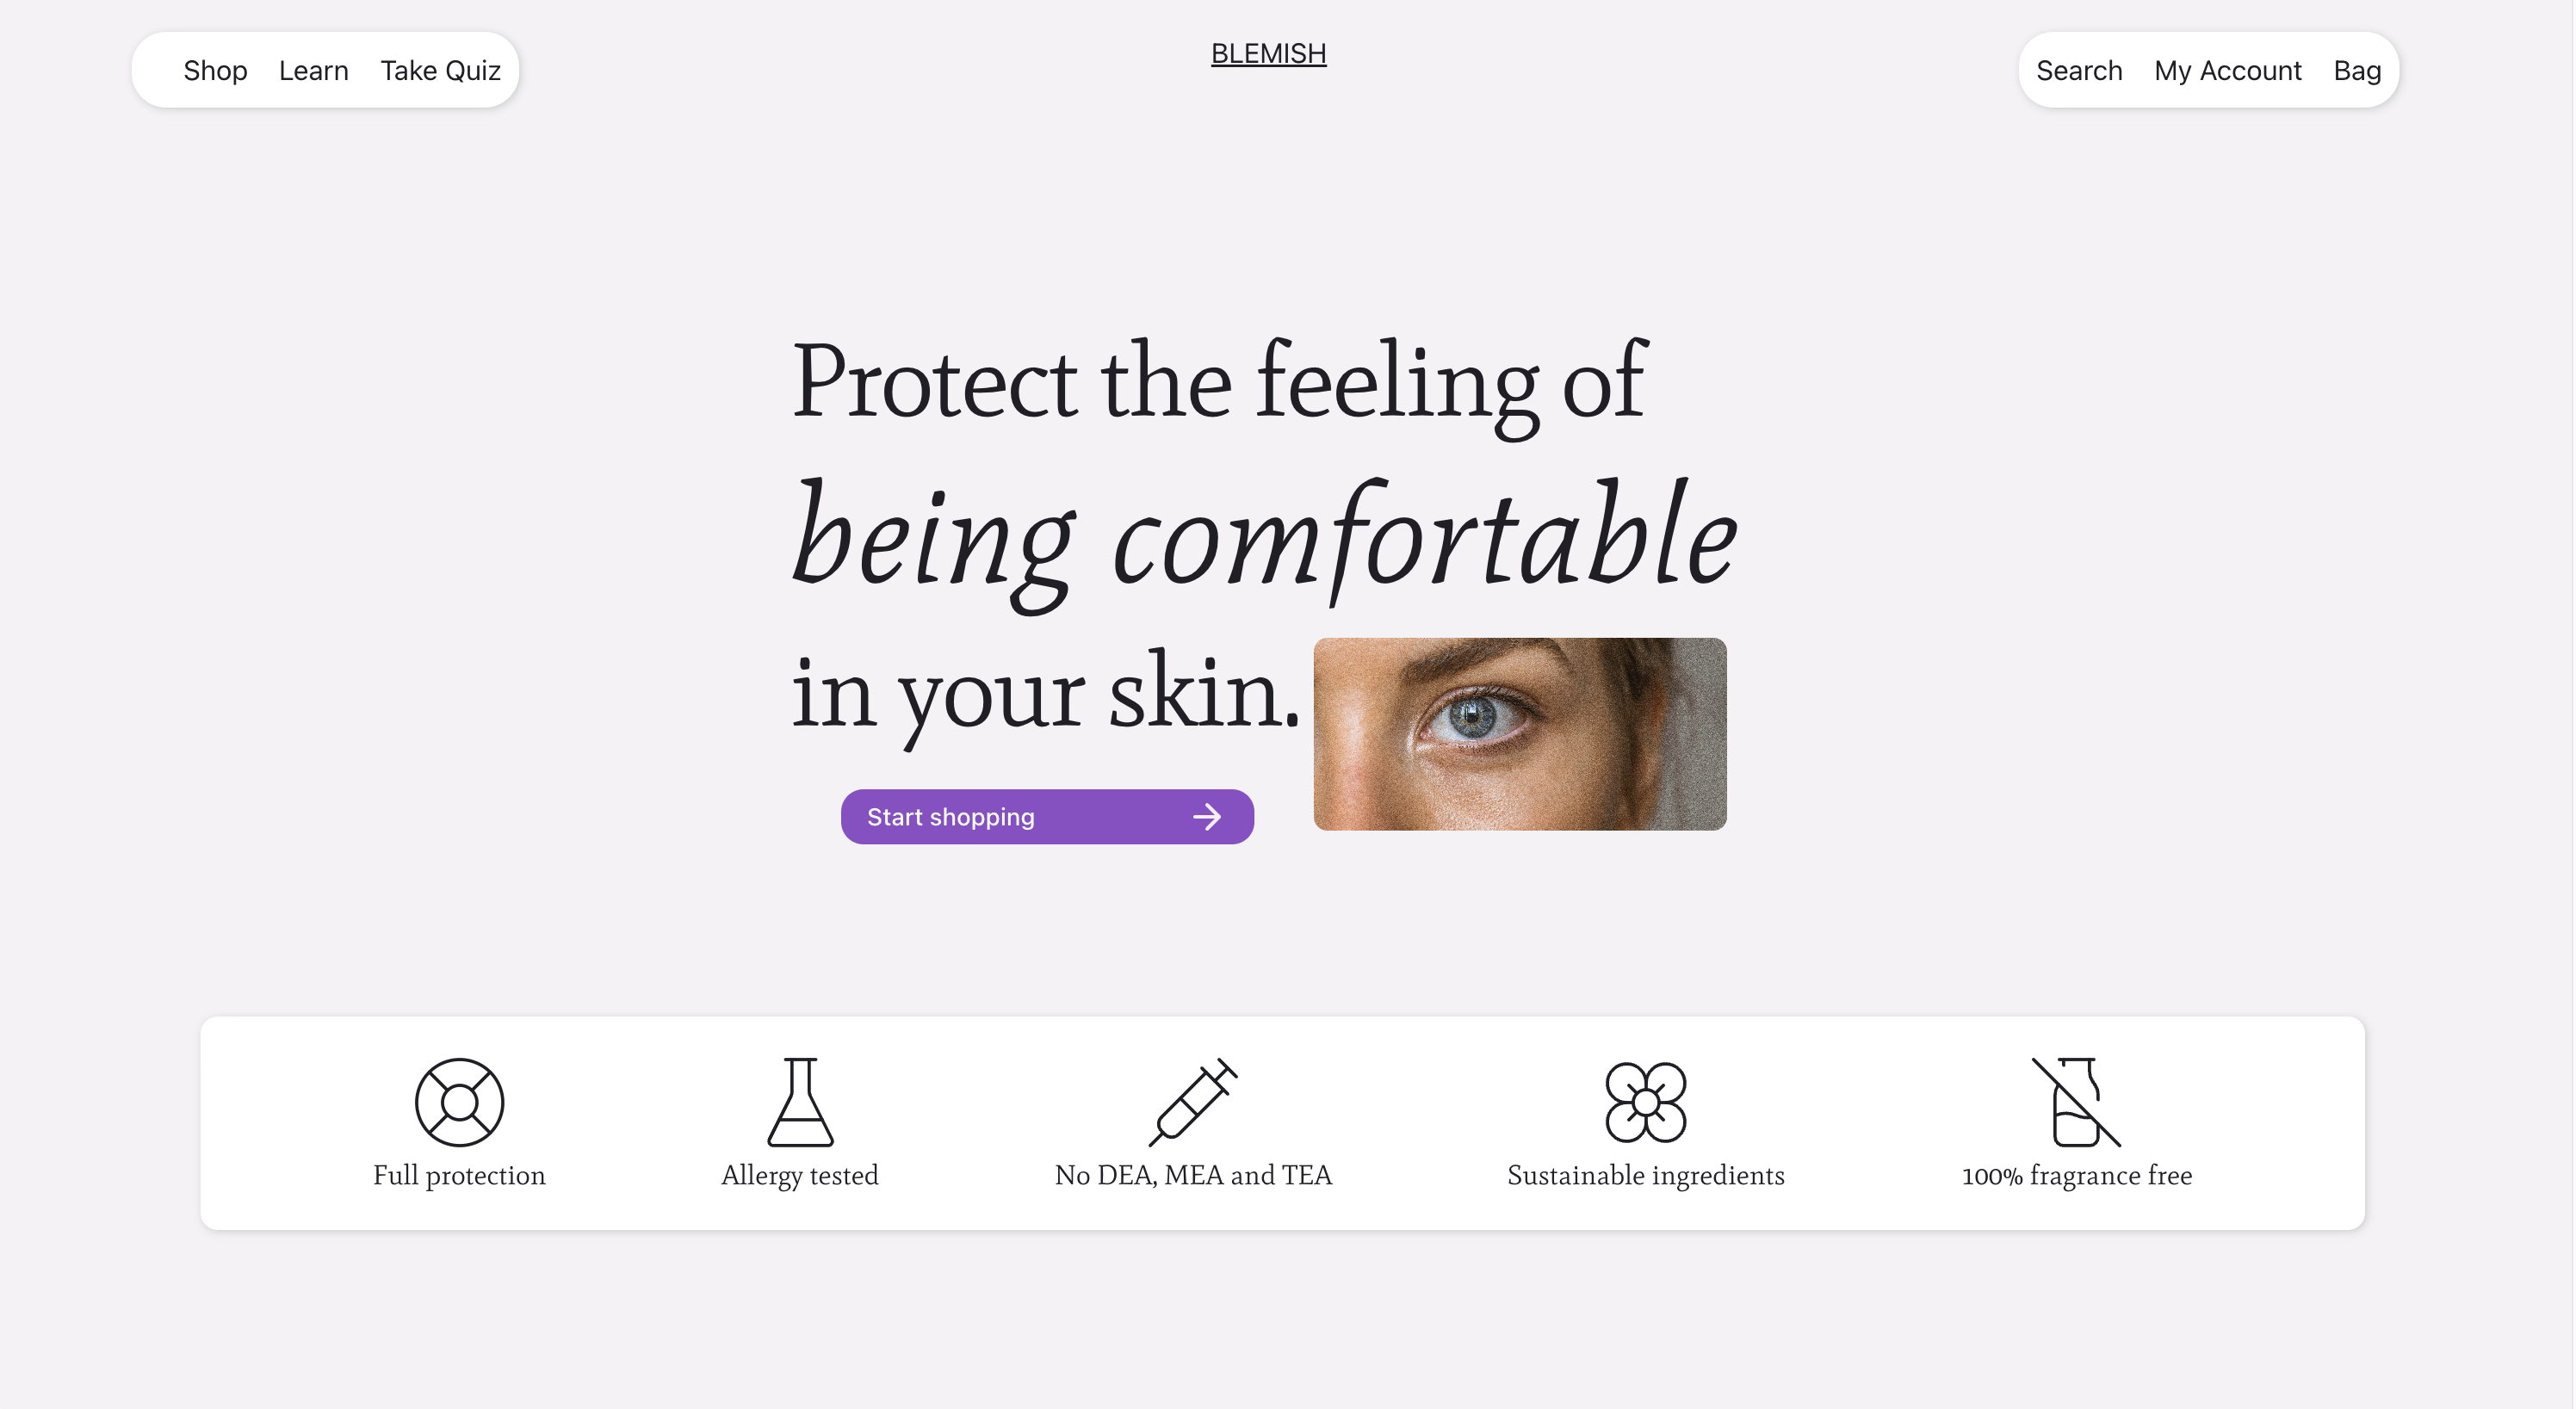 Shop Learn Take Quiz
BLEMISH
Search My Account Bag
Protect the feeling of
being comfortable
in your skin.
Start shopping
Full protection
Allergy tested
No DEA, MEA and TEA
Sustainable ingredients
100% fragrance free